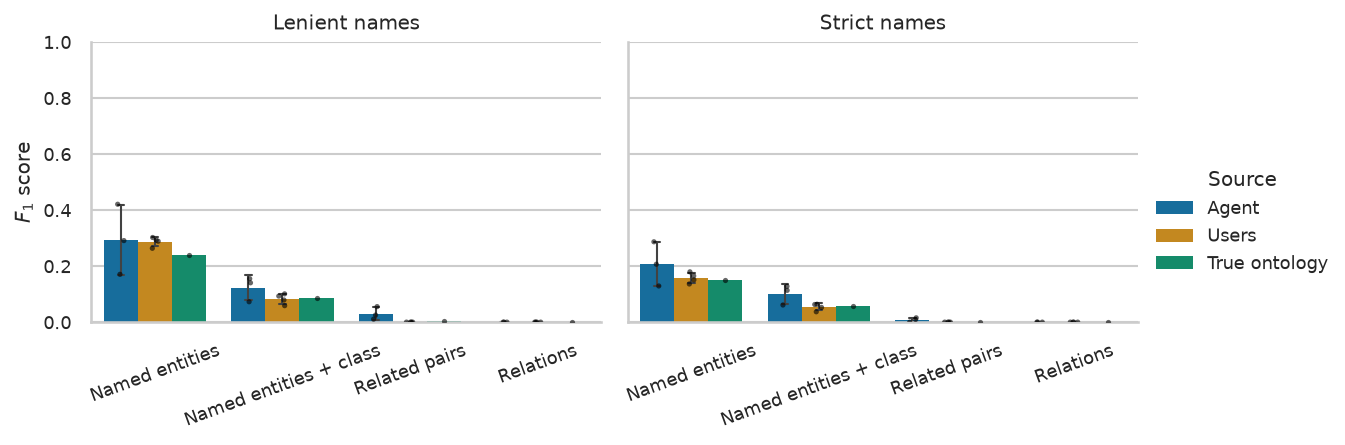 Lenient names
Strict names
1.0
0.8
0.6
0.4
0.2
0.0
F1 score
Named entities
Named entities + class
Related pairs
Relations
Named entities
Named entities + class
Related pairs
Relations
Source
Agent
Users
True ontology